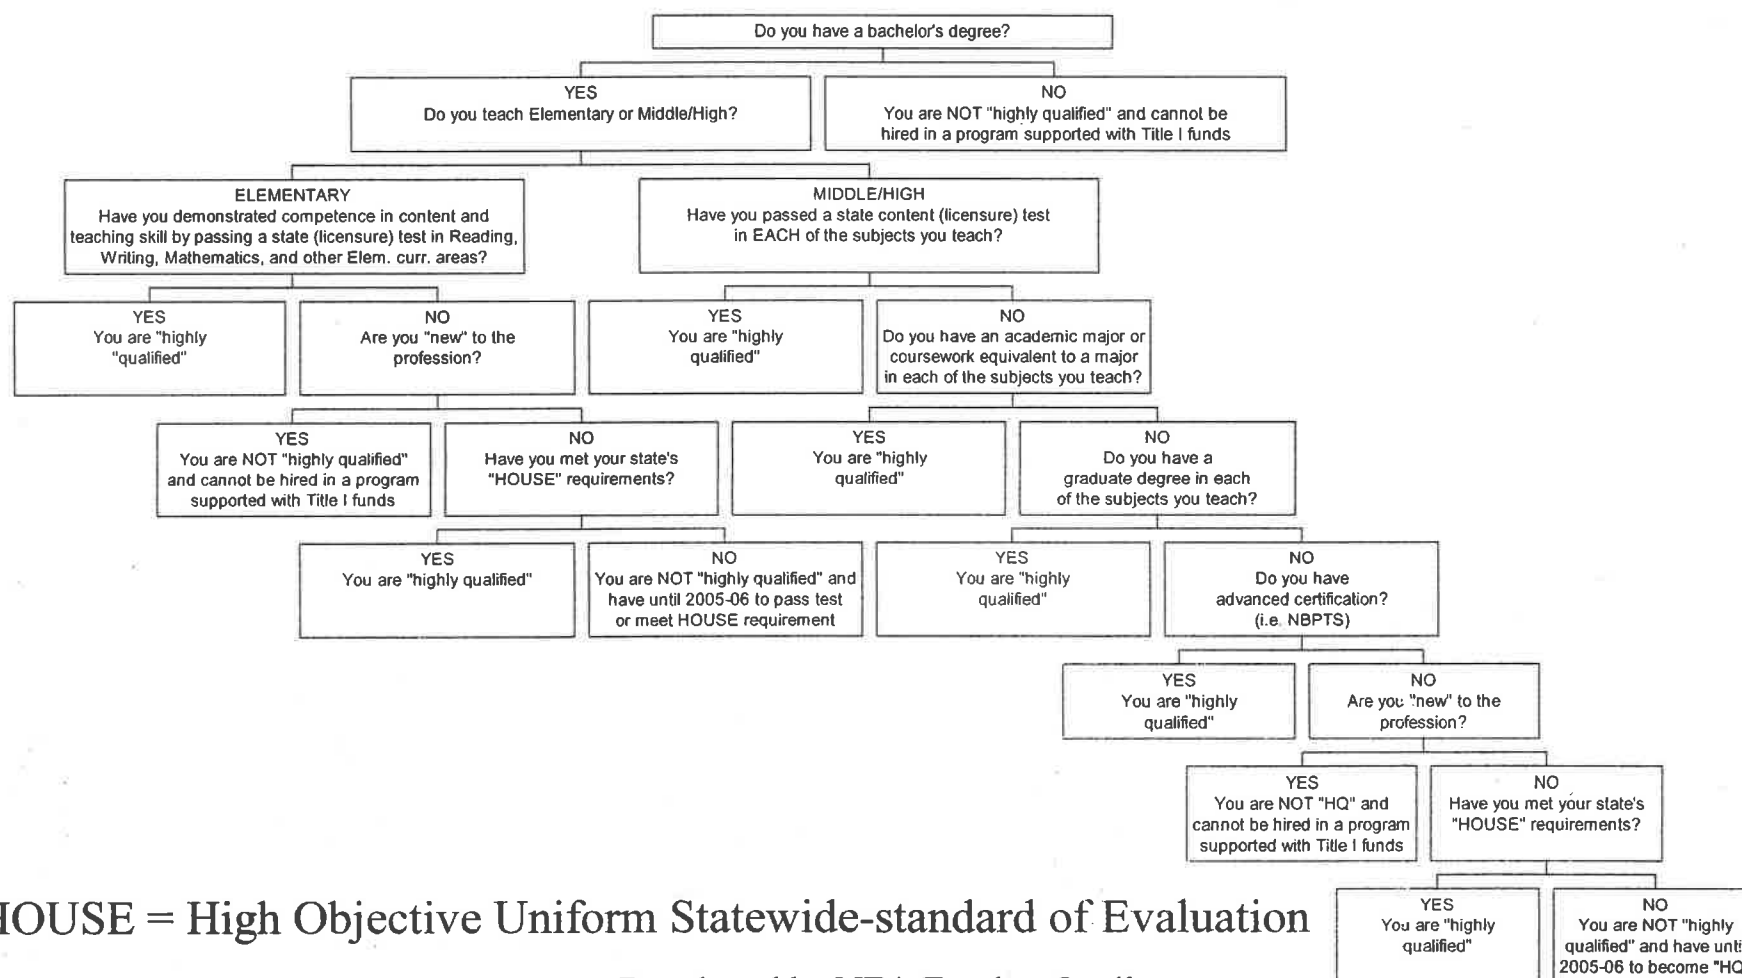 Do you have a bachelor's degree?
YES
Do you teach Elementary or Middle/High?
NO
You are NOT "highly qualified" and cannot be
hired in a program supported with Title I funds
ELEMENTARY
Have you demonstrated competence in content and
teaching skill by passing a state (licensure) test in Reading,
Writing, Mathematics, and other Elem. curr. areas?
MIDDLE/HIGH
Have you passed a state content (licensure) test
in EACH of the subjects you teach?
YES
You are "highly
"qualified"
NO
Are you "new" to the
profession?
YES
You are "highly
qualified"
NO
Do you have an academic major or
coursework equivalent to a major
in each of the subjects you teach?
YES
You are NOT "highly qualified"
and cannot be hired in a program
supported with Title I funds
NO
Have you met your state's
"HOUSE" requirements?
YES
You are "highly
qualified"
NO
Do you have a
graduate degree in each
of the subjects you teach?
YES
You are "highly qualified"
NO
You are NOT "highly qualified" and
have until 2005-06 to pass test
or meet HOUSE requirement
YES
You are "highly
qualified"
NO
Do you have
advanced certification?
(i.e. NBPTS)
YES
You are "highly
qualified"
NO
Are you "new" to the
profession?
YES
You are NOT "HQ" and
cannot be hired in a program
supported with Title I funds
NO
Have you met your state's
"HOUSE" requirements?
YES
You are "highly
qualified"
NO
You are NOT "highly
qualified" and have until
2005-06 to become "HQ
HOUSE = High Objective Uniform Statewide-standard of Evaluation